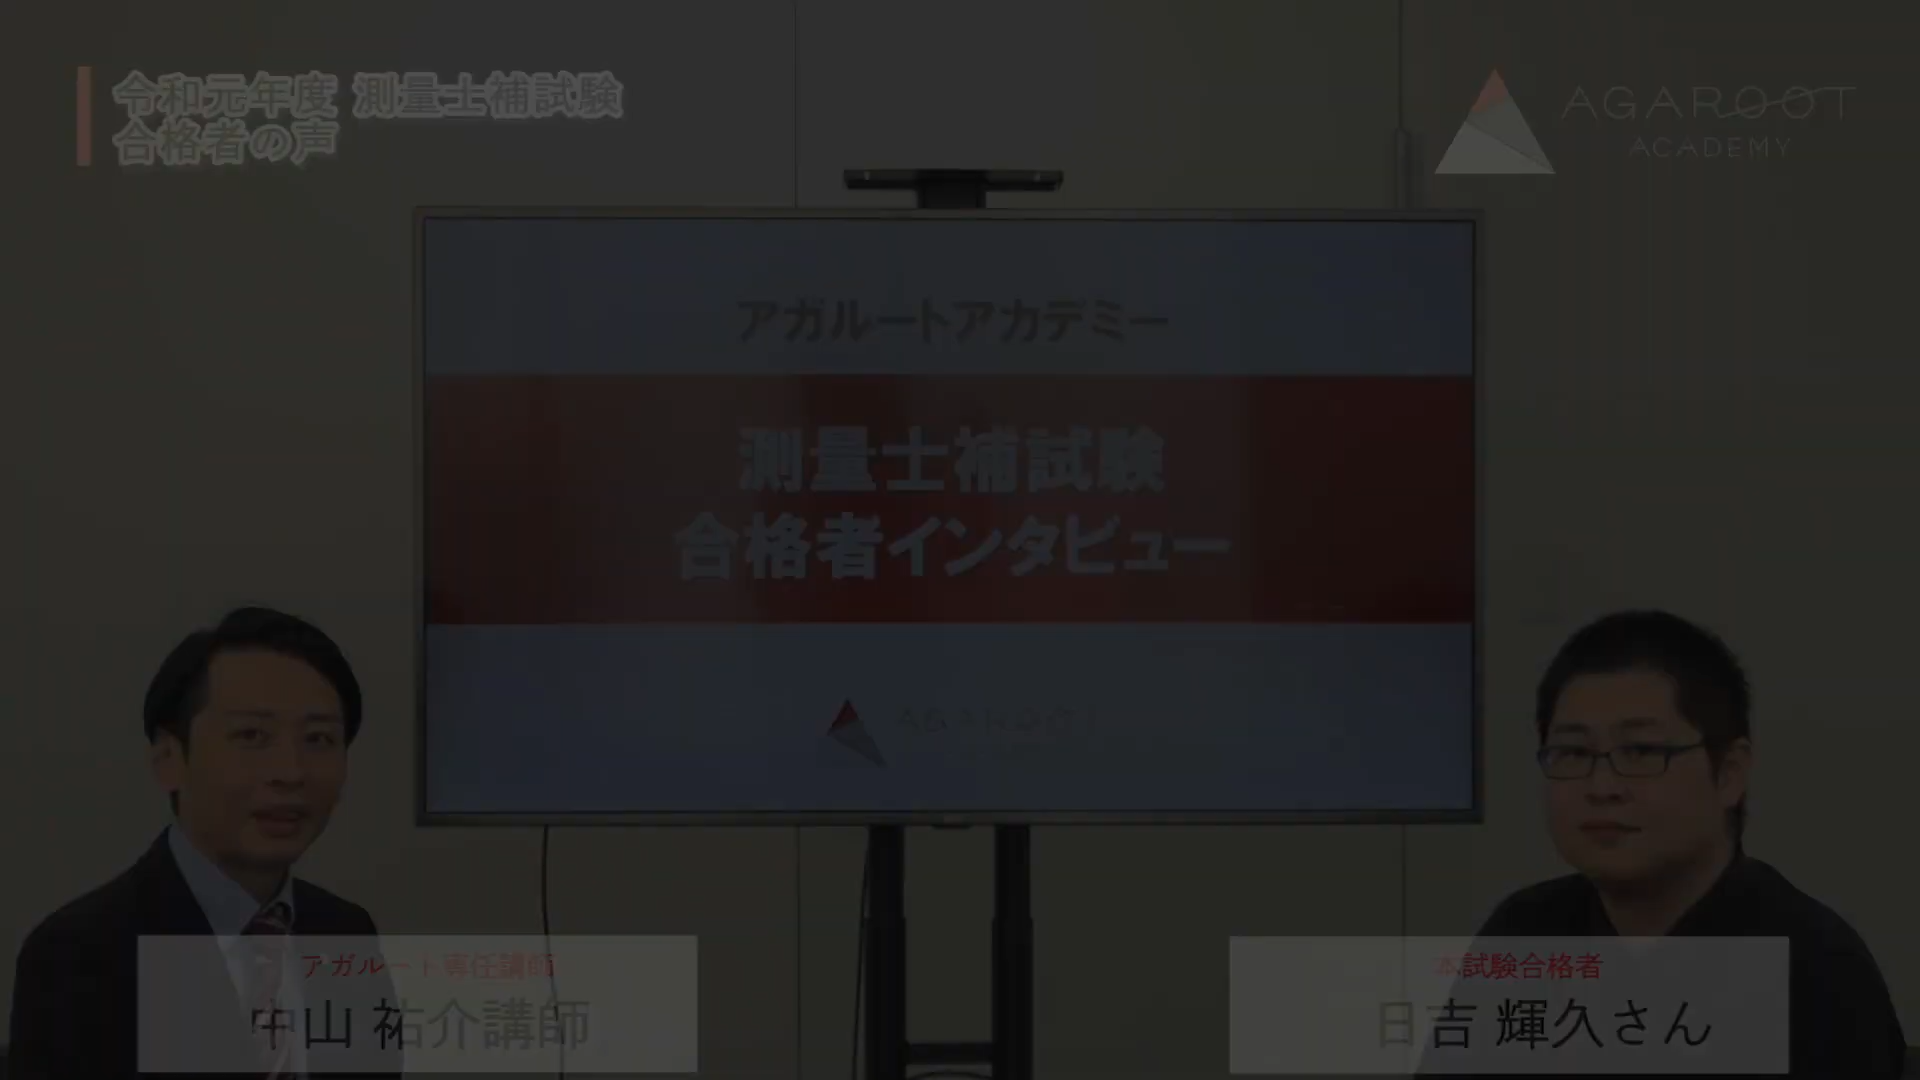 令和元年度 測量士補試験
合格者の声
AGAROOT
ACADEMY
アガルートアカデミー
測量士補試験
合格者インタビュー
AGAROOT
アガルート専任講師
中山 祐介講師
本試験合格者
日吉 輝久さん